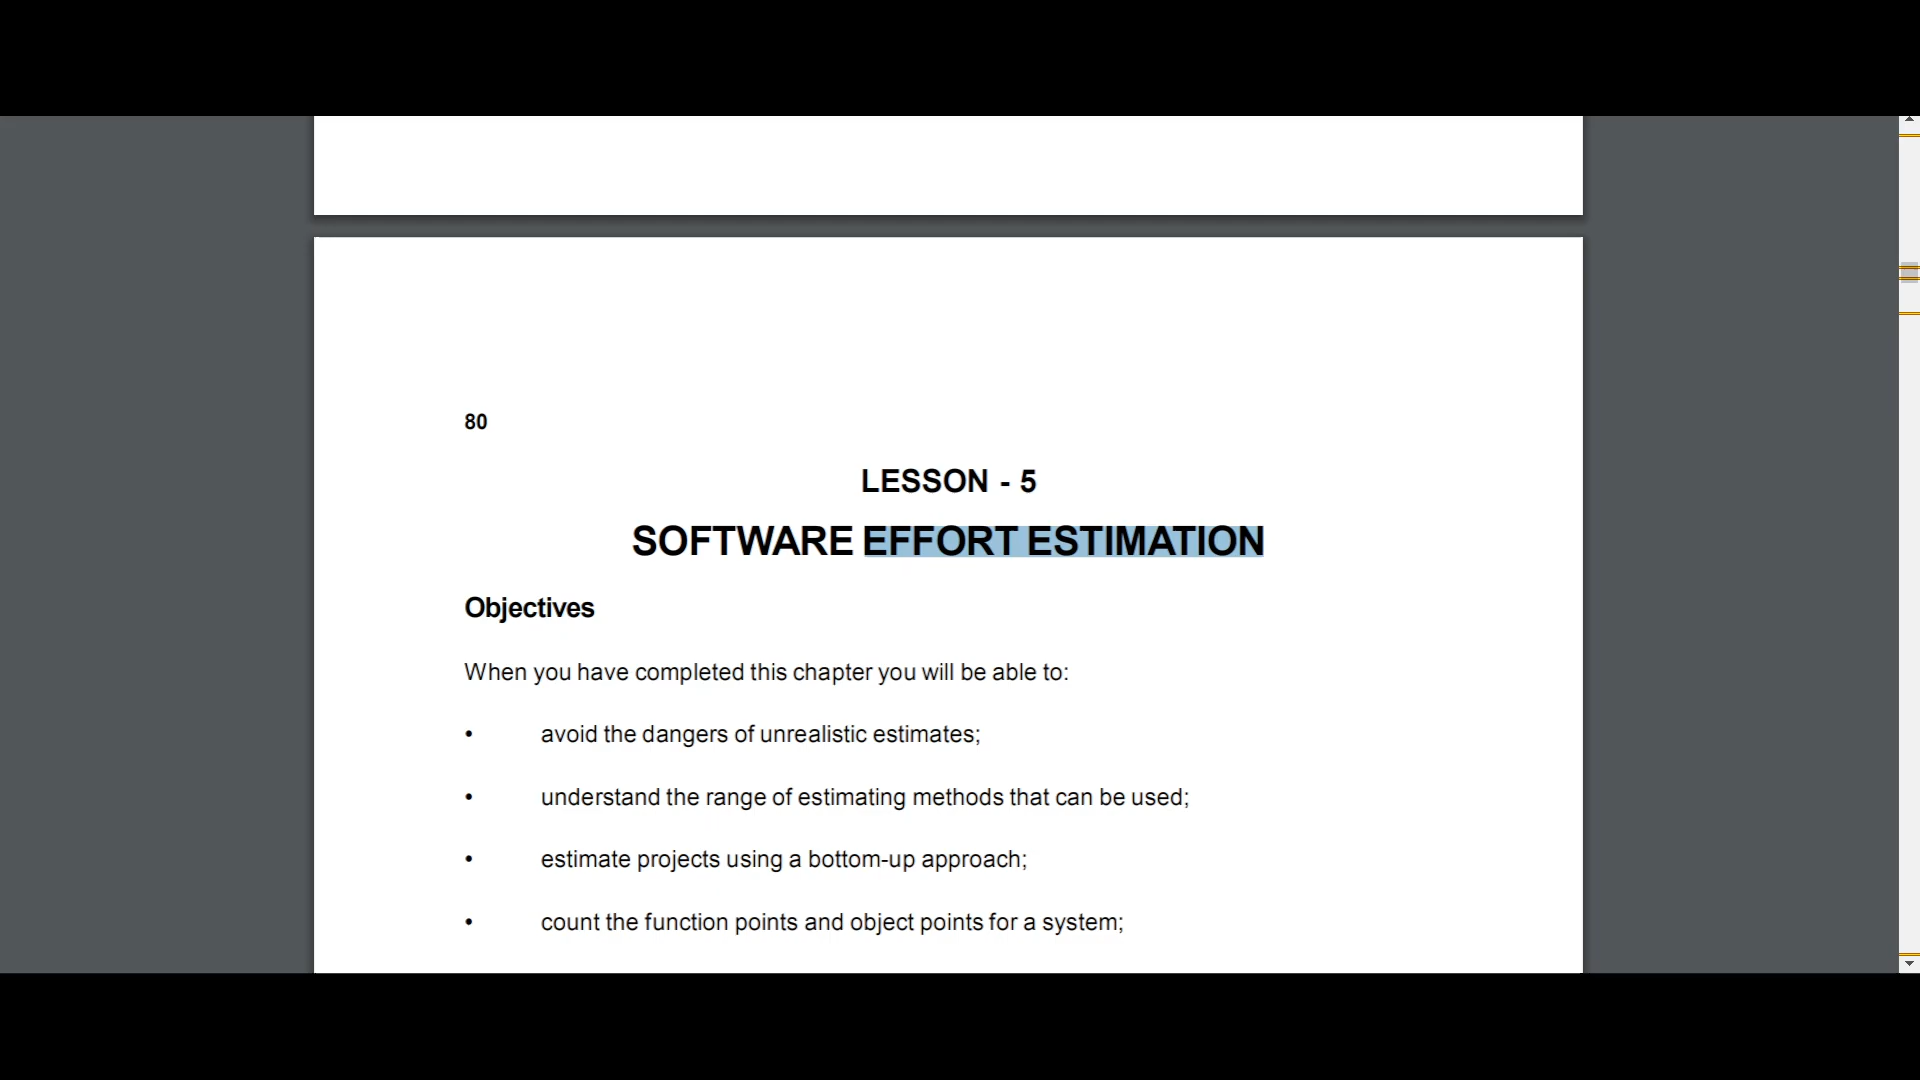 80
LESSON - 5
SOFTWARE EFFORT ESTIMATION
Objectives
When you have completed this chapter you will be able to:
• avoid the dangers of unrealistic estimates;
• understand the range of estimating methods that can be used;
• estimate projects using a bottom-up approach;
• count the function points and object points for a system;